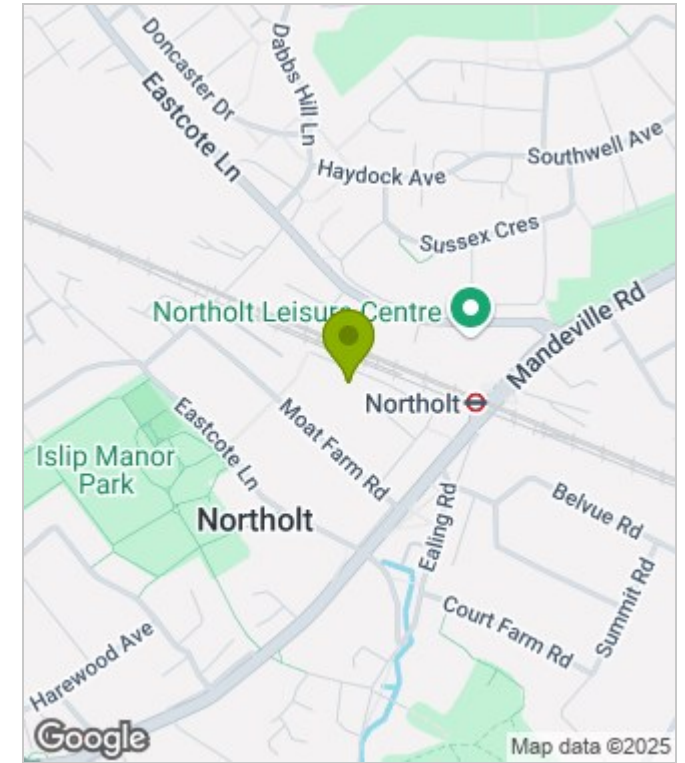 Doncaster Dr
Dabbs Hill Ln
Eastcote Ln
Southwell Ave
Haydock Ave
Sussex Cres
Northolt Leisure Centre
Mandeville Rd
Northolt
Eastcote Ln
Moat Farm Rd
Islip Manor
Park
Northolt
Belvue Rd
Ealing Rd
Summit Rd
Court Farm Rd
Harewood Ave
Google
Map data ©2025